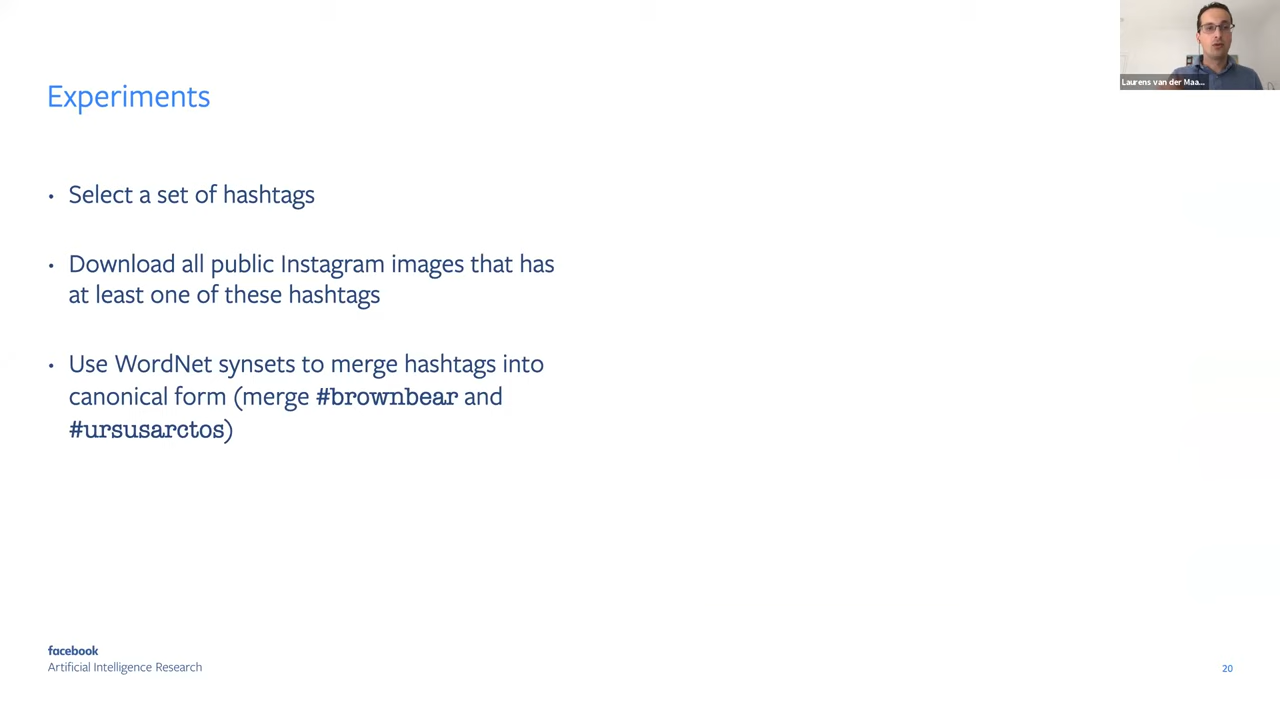 Laurens van der Maa...
Experiments
• Select a set of hashtags
• Download all public Instagram images that has
at least one of these hashtags
• Use WordNet synsets to merge hashtags into
canonical form (merge #brownbear and
#ursusarctos)
facebook
Artificial Intelligence Research
20